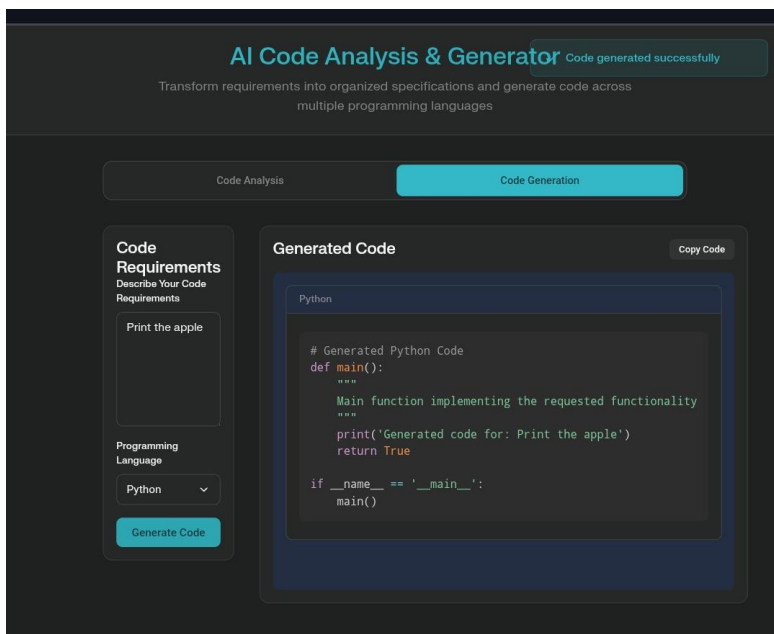 AI Code Analysis & Generator
Code generated successfully
Transform requirements into organized specifications and generate code across
multiple programming languages
Code Analysis
Code Generation
Code
Requirements
Describe Your Code
Requirements
Print the apple
Programming
Language
Python
Generate Code
Generated Code
Copy Code
Python
# Generated Python Code
def main():
    """
    Main function implementing the requested functionality
    """
    print('Generated code for: Print the apple')
    return True
if __name__ == '__main__':
    main()